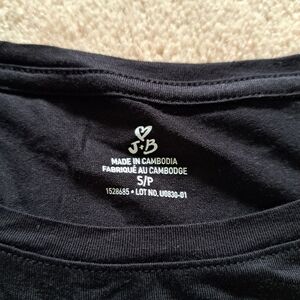 J.B
MADE IN CAMBODIA
FABRIQUÉ AU CAMBODGE
S/P
1528685 • LOT NO. U0830-01